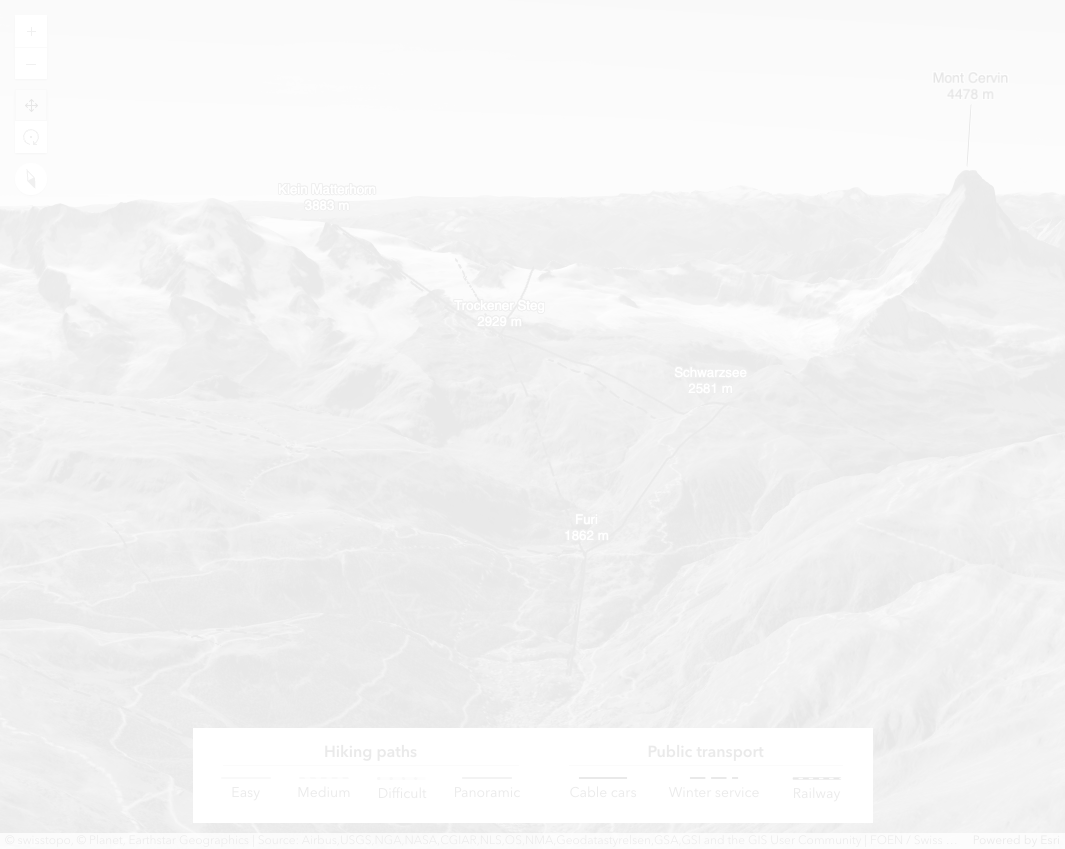 Mont Cervin
4478 m
Klein Matterhorn
3883 m
Trockener Steg
2929 m
Schwarzsee
2581 m
Furi
1862 m
Hiking paths
Public transport
Easy
Medium
Difficult
Panoramic
Cable cars
Winter service
Railway
© swisstopo, © Planet, Earthstar Geographics | Source: Airbus,USGS,NGA,NASA,CGIAR,NLS,OS,NMA,Geodatastyrelsen,GSA,GSI and the GIS User Community | FOEN / Swiss
Powered by Esri